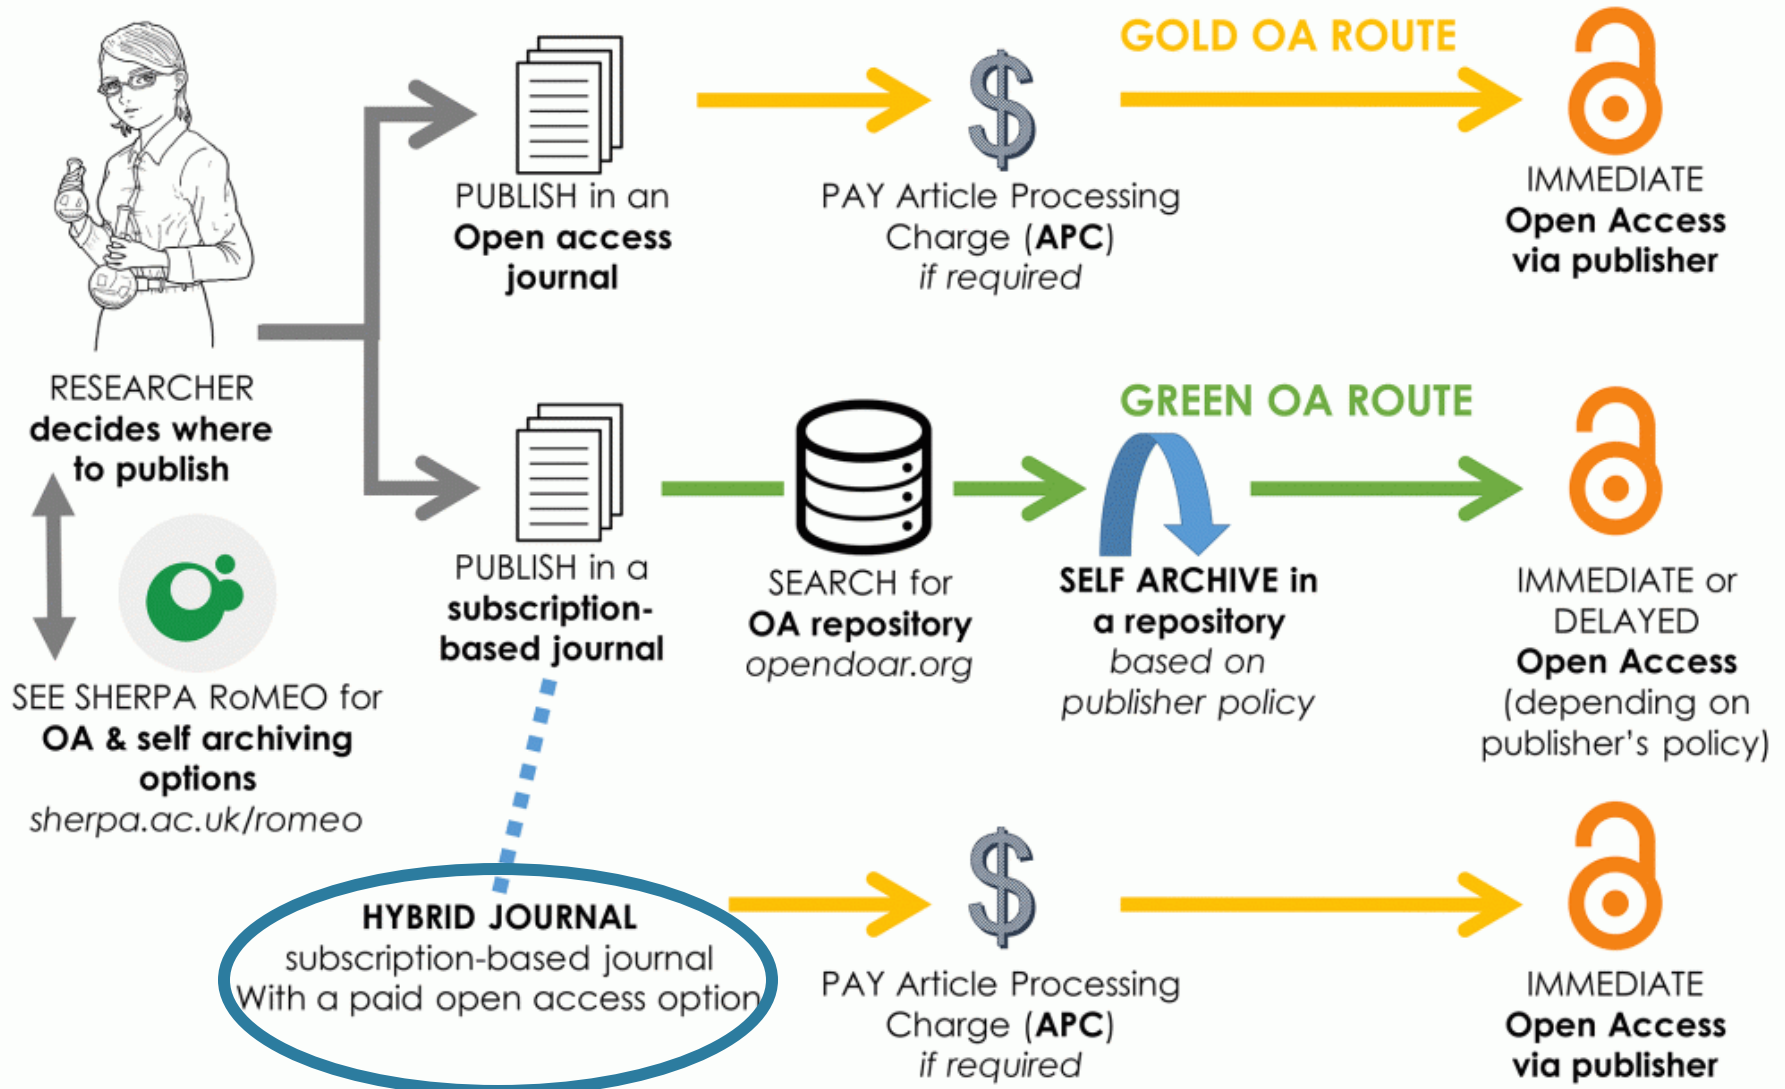 GOLD OA ROUTE
PUBLISH in an
Open access
journal
PAY Article Processing
Charge (APC)
if required
IMMEDIATE
Open Access
via publisher
RESEARCHER
decides where
to publish
GREEN OA ROUTE
PUBLISH in a
subscription-
based journal
SEARCH for
OA repository
opendoar.org
SELF ARCHIVE in
a repository
based on
publisher policy
IMMEDIATE or
DELAYED
Open Access
(depending on
publisher's policy)
SEE SHERPA RoMEO for
OA & self archiving
options
sherpa.ac.uk/romeo
HYBRID JOURNAL
subscription-based journal
With a paid open access option
PAY Article Processing
Charge (APC)
if required
IMMEDIATE
Open Access
via publisher